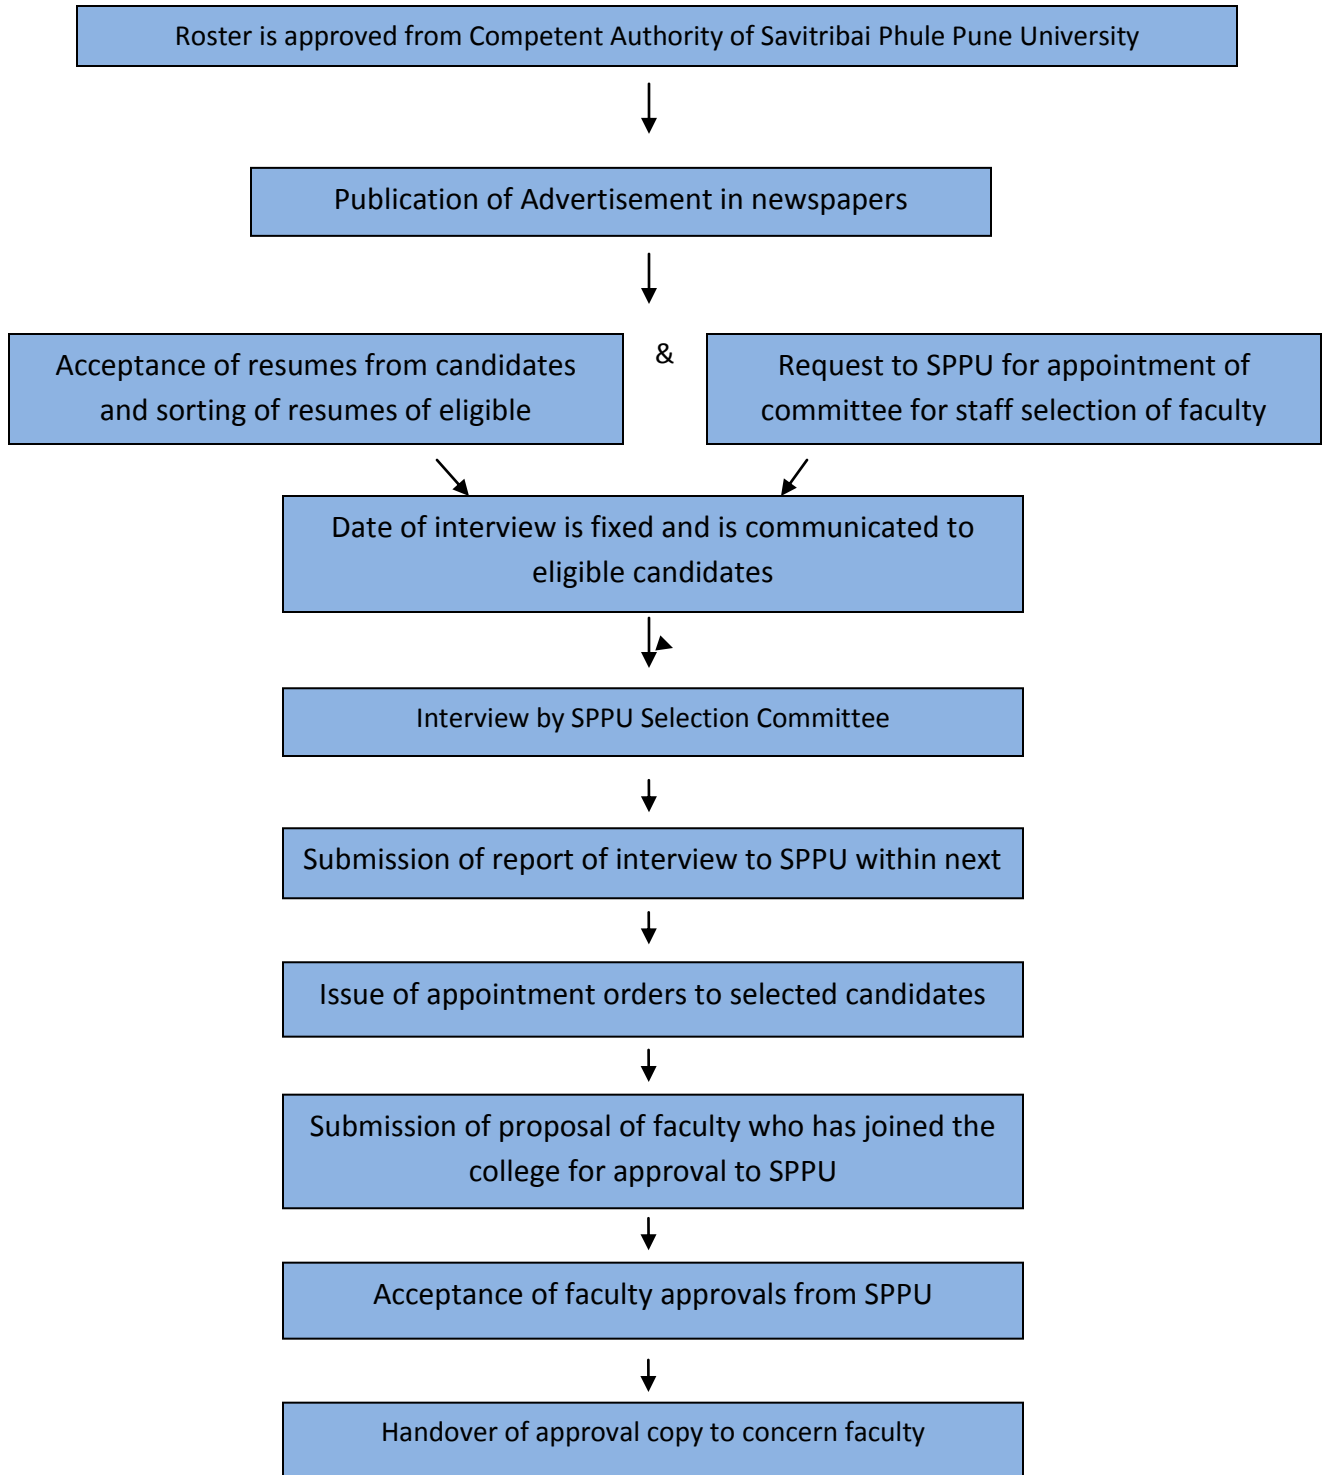 Roster is approved from Competent Authority of Savitribai Phule Pune University
Publication of Advertisement in newspapers
Acceptance of resumes from candidates
and sorting of resumes of eligible
&
Request to SPPU for appointment of
committee for staff selection of faculty
Date of interview is fixed and is communicated to
eligible candidates
Interview by SPPU Selection Committee
Submission of report of interview to SPPU within next
Issue of appointment orders to selected candidates
Submission of proposal of faculty who has joined the
college for approval to SPPU
Acceptance of faculty approvals from SPPU
Handover of approval copy to concern faculty